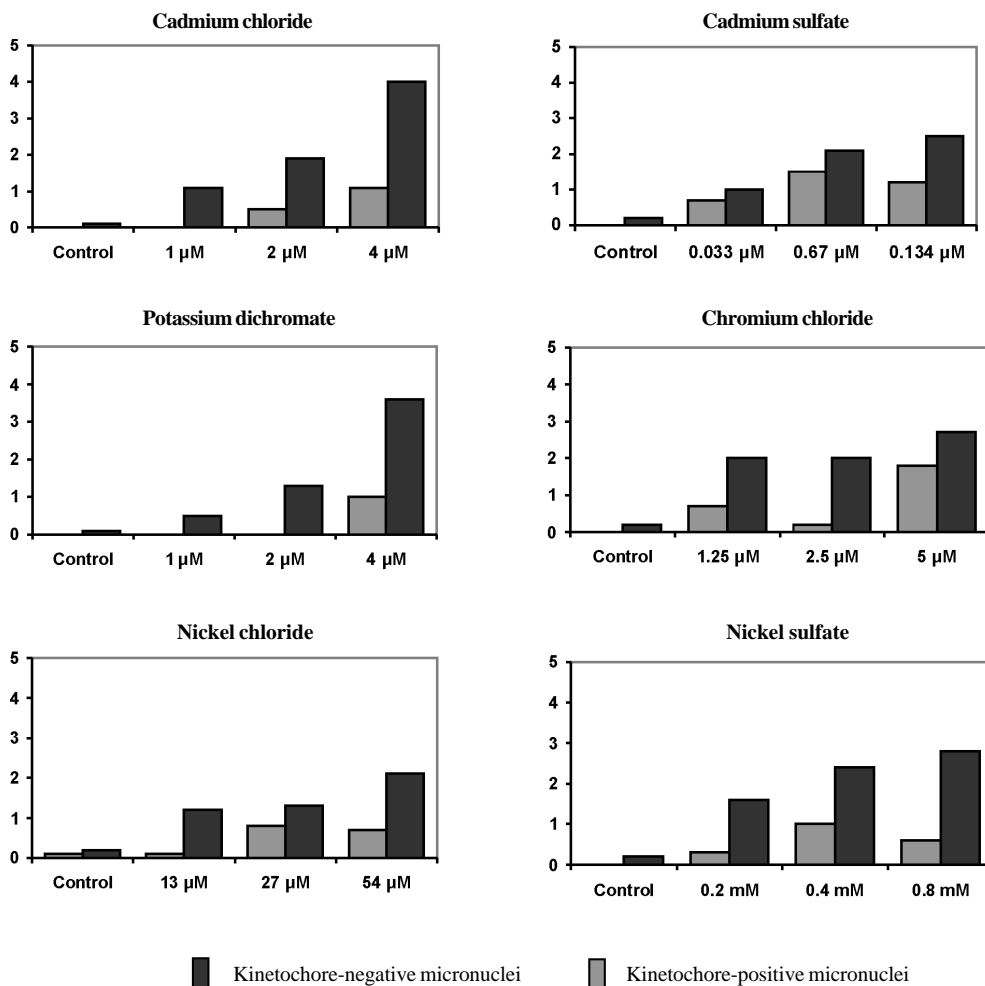 Cadmium chloride
5
4
3
2
1
0
Control 1 µM 2 µM 4 µM
Cadmium sulfate
5
4
3
2
1
0
Control 0.033 µM 0.67 µM 0.134 µM
Potassium dichromate
5
4
3
2
1
0
Control 1 µM 2 µM 4 µM
Chromium chloride
5
4
3
2
1
0
Control 1.25 µM 2.5 µM 5 µM
Nickel chloride
5
4
3
2
1
0
Control 13 µM 27 µM 54 µM
Nickel sulfate
5
4
3
2
1
0
Control 0.2 mM 0.4 mM 0.8 mM
Kinetochore-negative micronuclei Kinetochore-positive micronuclei